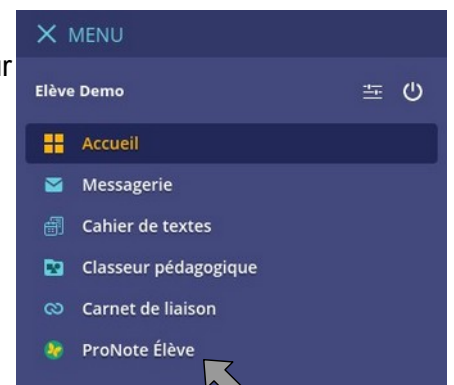 MENU
Elève Demo
Accueil
Messagerie
Cahier de textes
Classeur pédagogique
Carnet de liaison
ProNote Élève